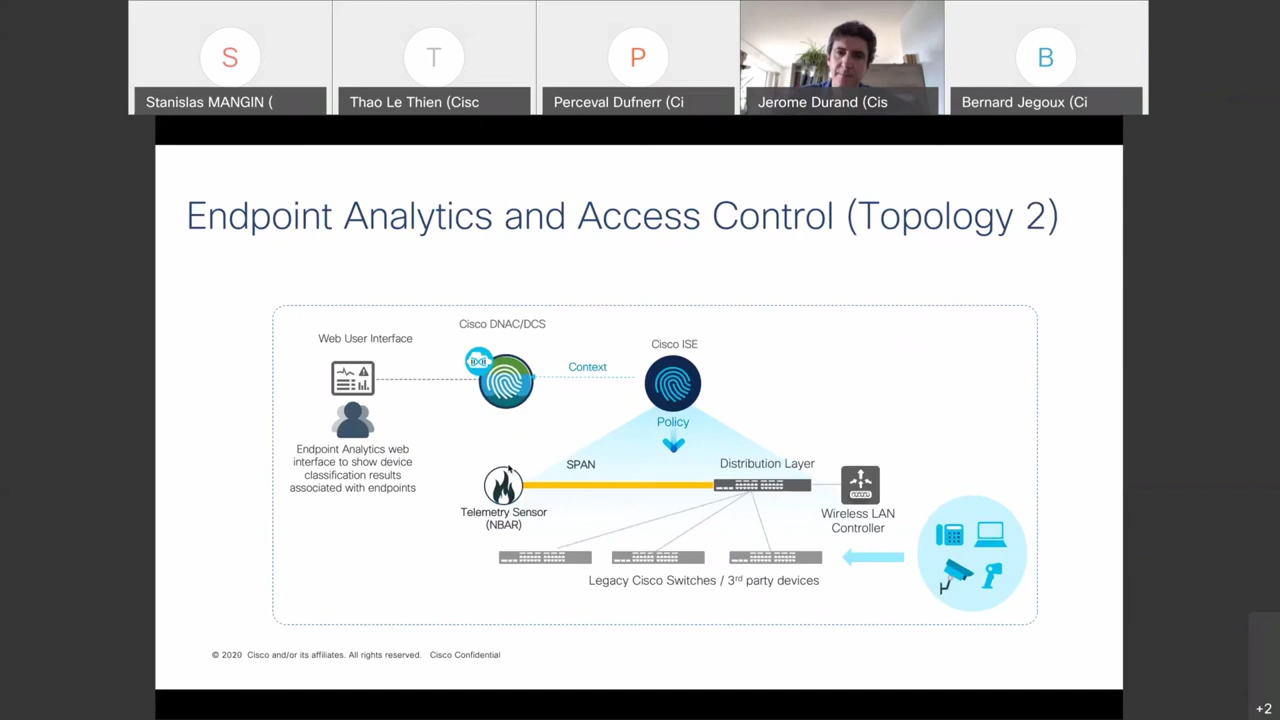 S
T
P
B
Stanislas MANGIN (
Thao Le Thien (Cisc
Perceval Dufnerr (Ci
Jerome Durand (Cis
Bernard Jegoux (Ci
Endpoint Analytics and Access Control (Topology 2)
Cisco DNAC/DCS
Web User Interface
Cisco ISE
Context
Policy
Endpoint Analytics web
interface to show device
classification results
associated with endpoints
SPAN
Distribution Layer
Telemetry Sensor
(NBAR)
Wireless LAN
Controller
Legacy Cisco Switches / 3rd party devices
© 2020 Cisco and/or its affiliates. All rights reserved. Cisco Confidential
+2